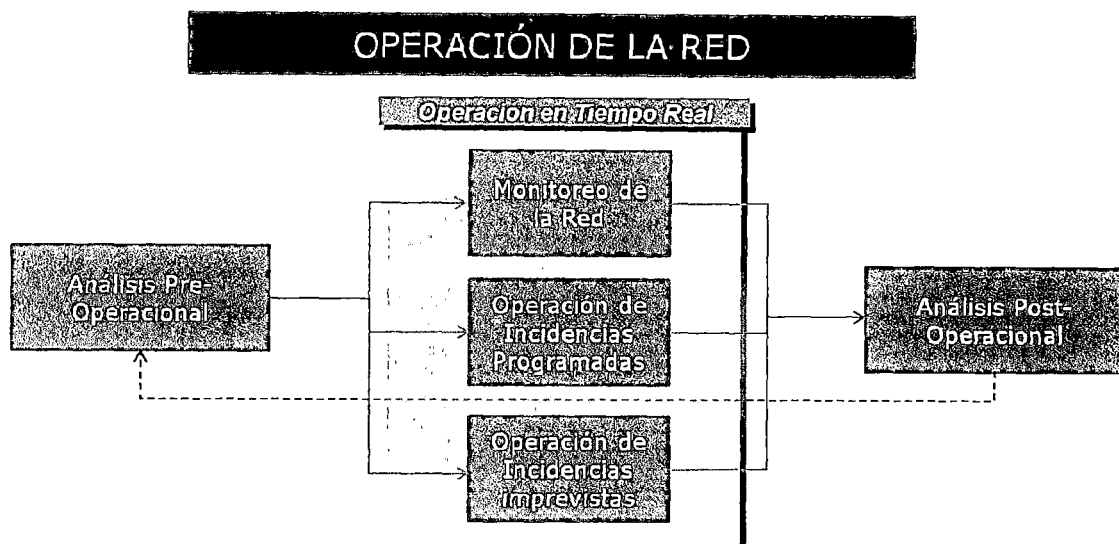 OPERACIÓN DE LA RED
Operación en Tiempo Real
Monitoreo de
la Red
Análisis Pre-
Operacional
Operación de
Incidencias
Programadas
Análisis Post-
Operacional
Operación de
Incidencias
imprevistas